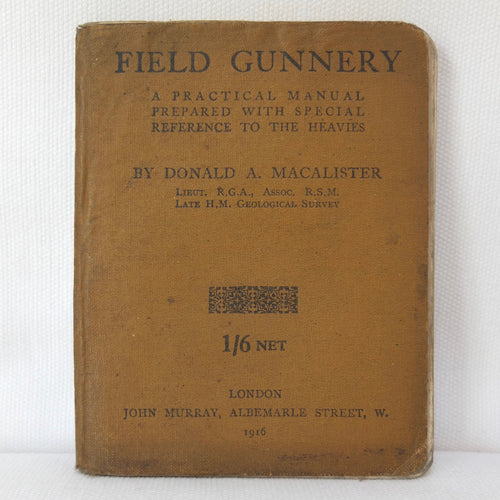 FIELD GUNNERY
A PRACTICAL MANUAL
PREPARED WITH SPECIAL
REFERENCE TO THE HEAVIES
BY DONALD A. MACALISTER
LIEUT. R.G.A., ASSOC. R.S.M.
LATE H.M. GEOLOGICAL SURVEY
1/6 NET
LONDON
JOHN MURRAY, ALBEMARLE STREET, W.
1916